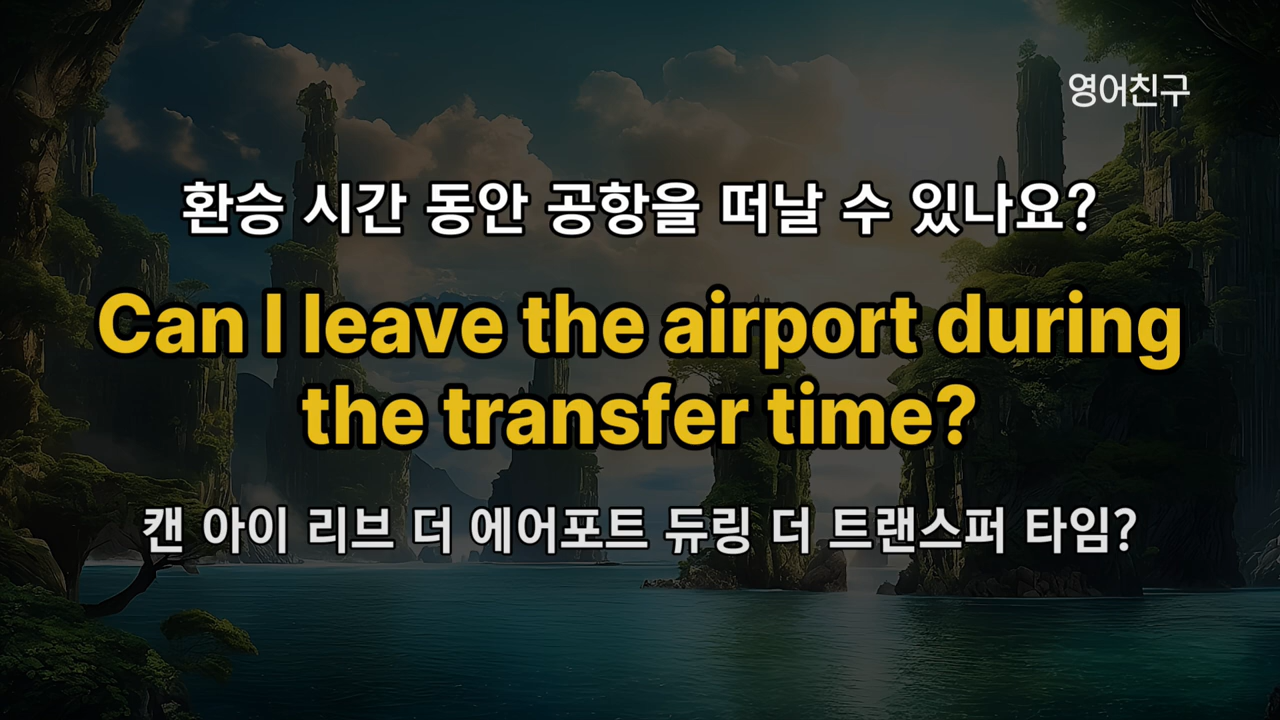 영어친구
환승 시간 동안 공항을 떠날 수 있나요?
Can I leave the airport during
the transfer time?
캔 아이 리브 더 에어포트 듀링 더 트랜스퍼 타임?